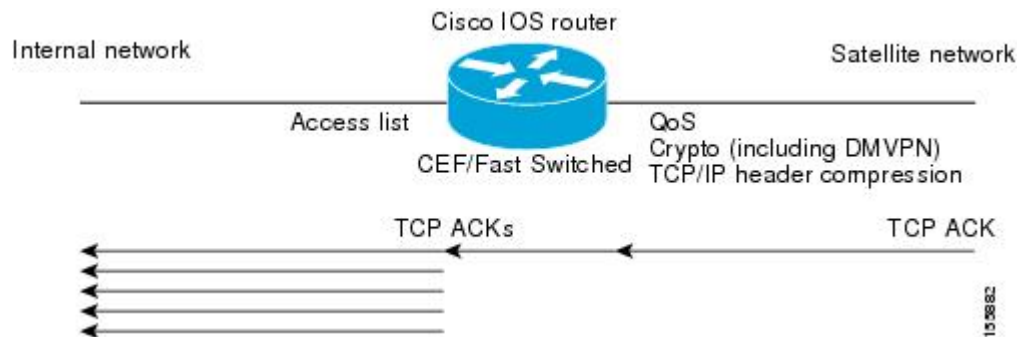 Cisco IOS router
Internal network
Satellite network
Access list
QoS
Crypto (including DMVPN)
CEF/Fast Switched
TCP/IP header compression
TCP ACKs
TCP ACK
155882